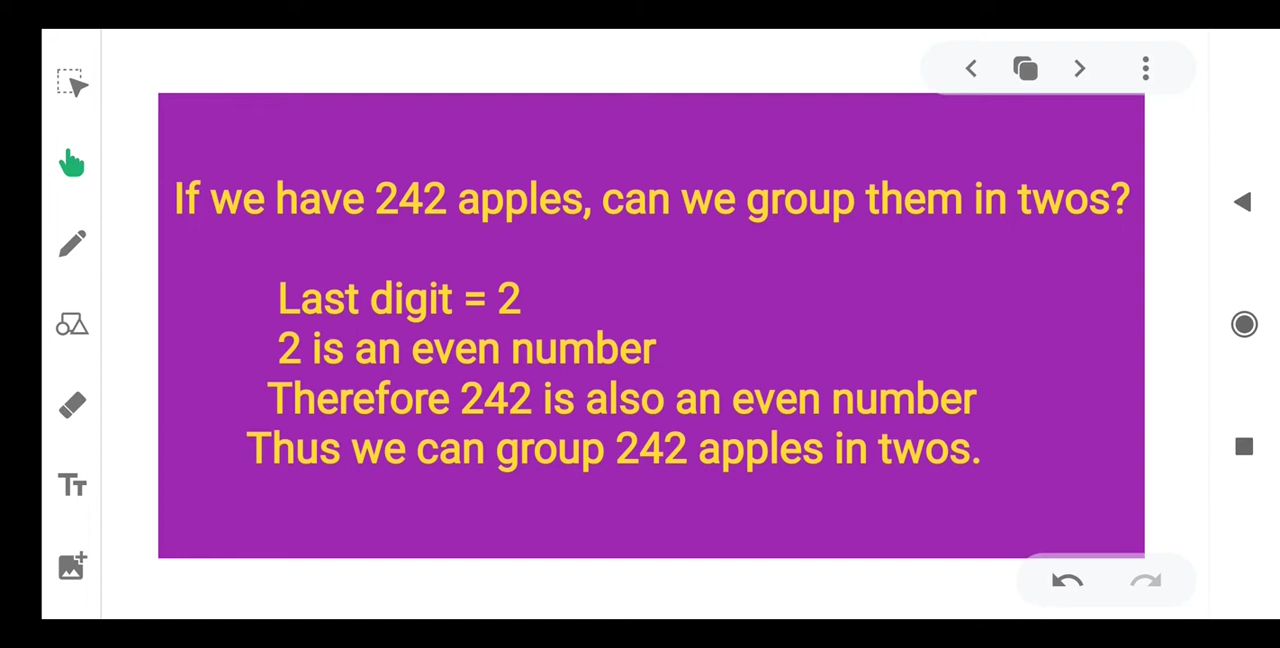 If we have 242 apples, can we group them in twos?
Last digit = 2
2 is an even number
Therefore 242 is also an even number
Thus we can group 242 apples in twos.
Tт